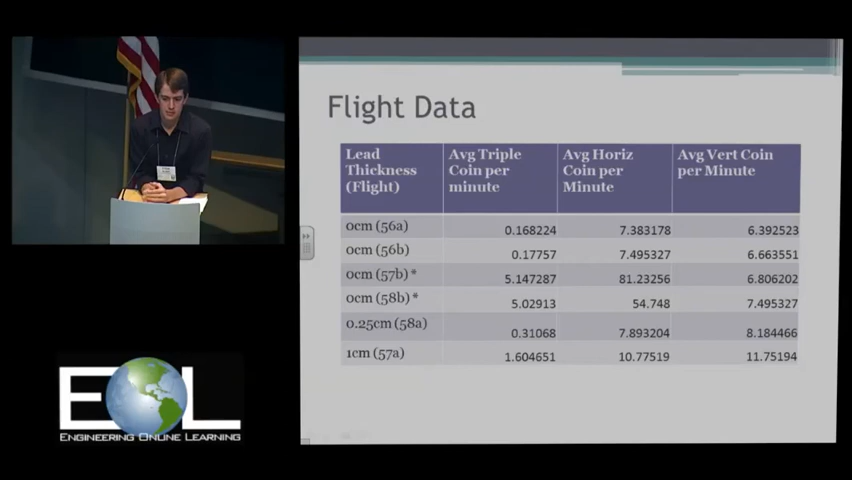 Flight Data
Lead Thickness (Flight) Avg Triple Coin per minute Avg Horiz Coin per Minute Avg Vert Coin per Minute
0cm (56a) 0.168224 7.383178 6.392523
0cm (56b) 0.17757 7.495327 6.663551
0cm (57b) * 5.147287 81.23256 6.806202
0cm (58b) * 5.02913 54.748 7.495327
0.25cm (58a) 0.31068 7.893204 8.184466
1cm (57a) 1.604651 10.77519 11.75194
EOL
ENGINEERING ONLINE LEARNING